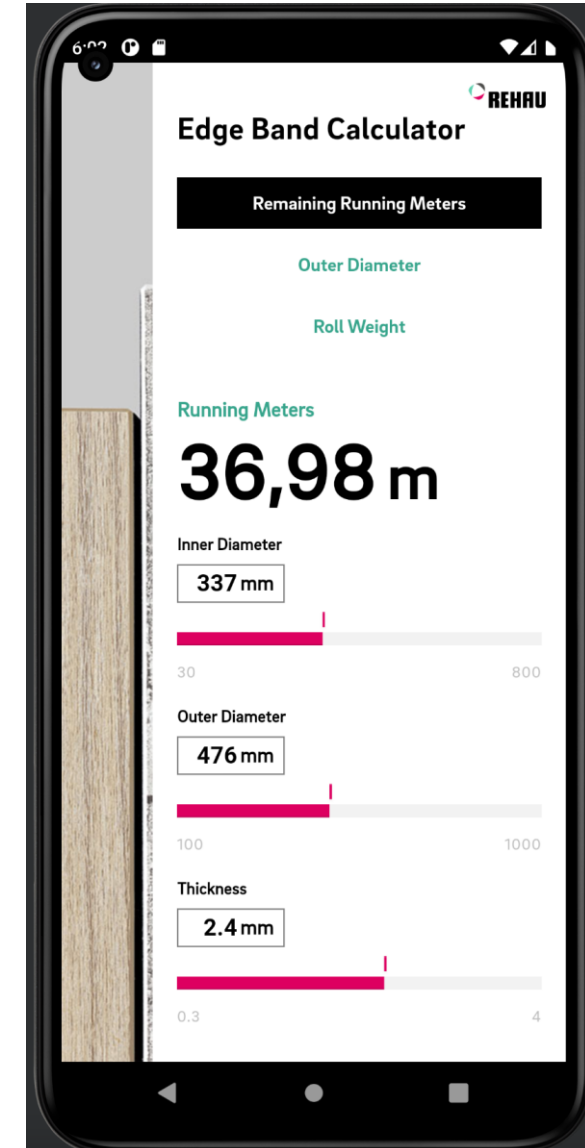 REHAU
Edge Band Calculator
Remaining Running Meters
Outer Diameter
Roll Weight
Running Meters
36,98 m
Inner Diameter
337 mm
30 800
Outer Diameter
476 mm
100 1000
Thickness
2.4 mm
0.3 4